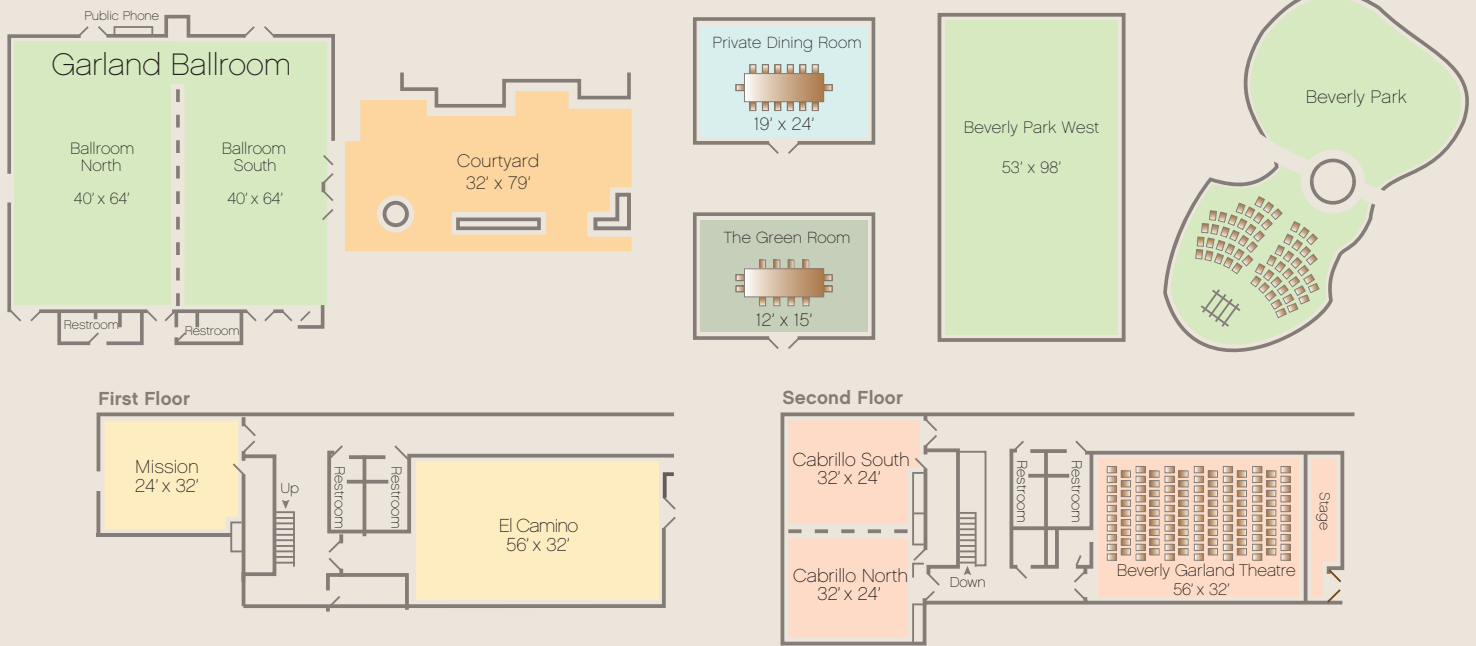 Public Phone
Garland Ballroom
Ballroom
North
40' x 64'
Ballroom
South
40' x 64'
Restroom
Restroom
Courtyard
32' x 79'
Private Dining Room
19' x 24'
The Green Room
12' x 15'
Beverly Park West
53' x 98'
Beverly Park
First Floor
Mission
24' x 32'
Up
Restroom
Restroom
El Camino
56' x 32'
Second Floor
Cabrillo South
32' x 24'
Cabrillo North
32' x 24'
Down
Restroom
Restroom
Beverly Garland Theatre
56' x 32'
Stage